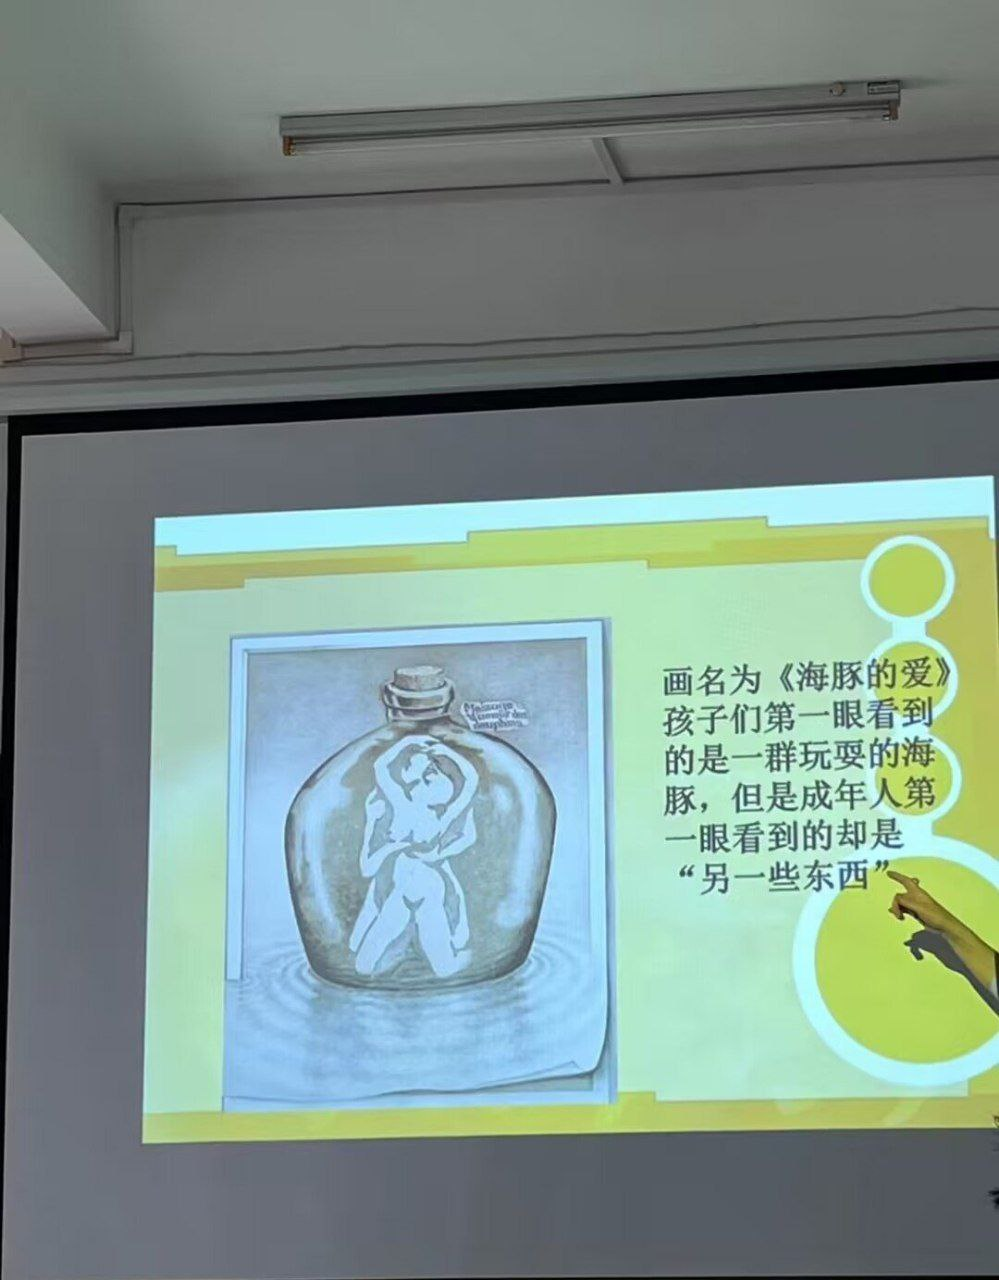 画名为《海豚的爱》
孩子们第一眼看到
的是一群玩耍的海
豚，但是成年人第
一眼看到的却是
“另一些东西”